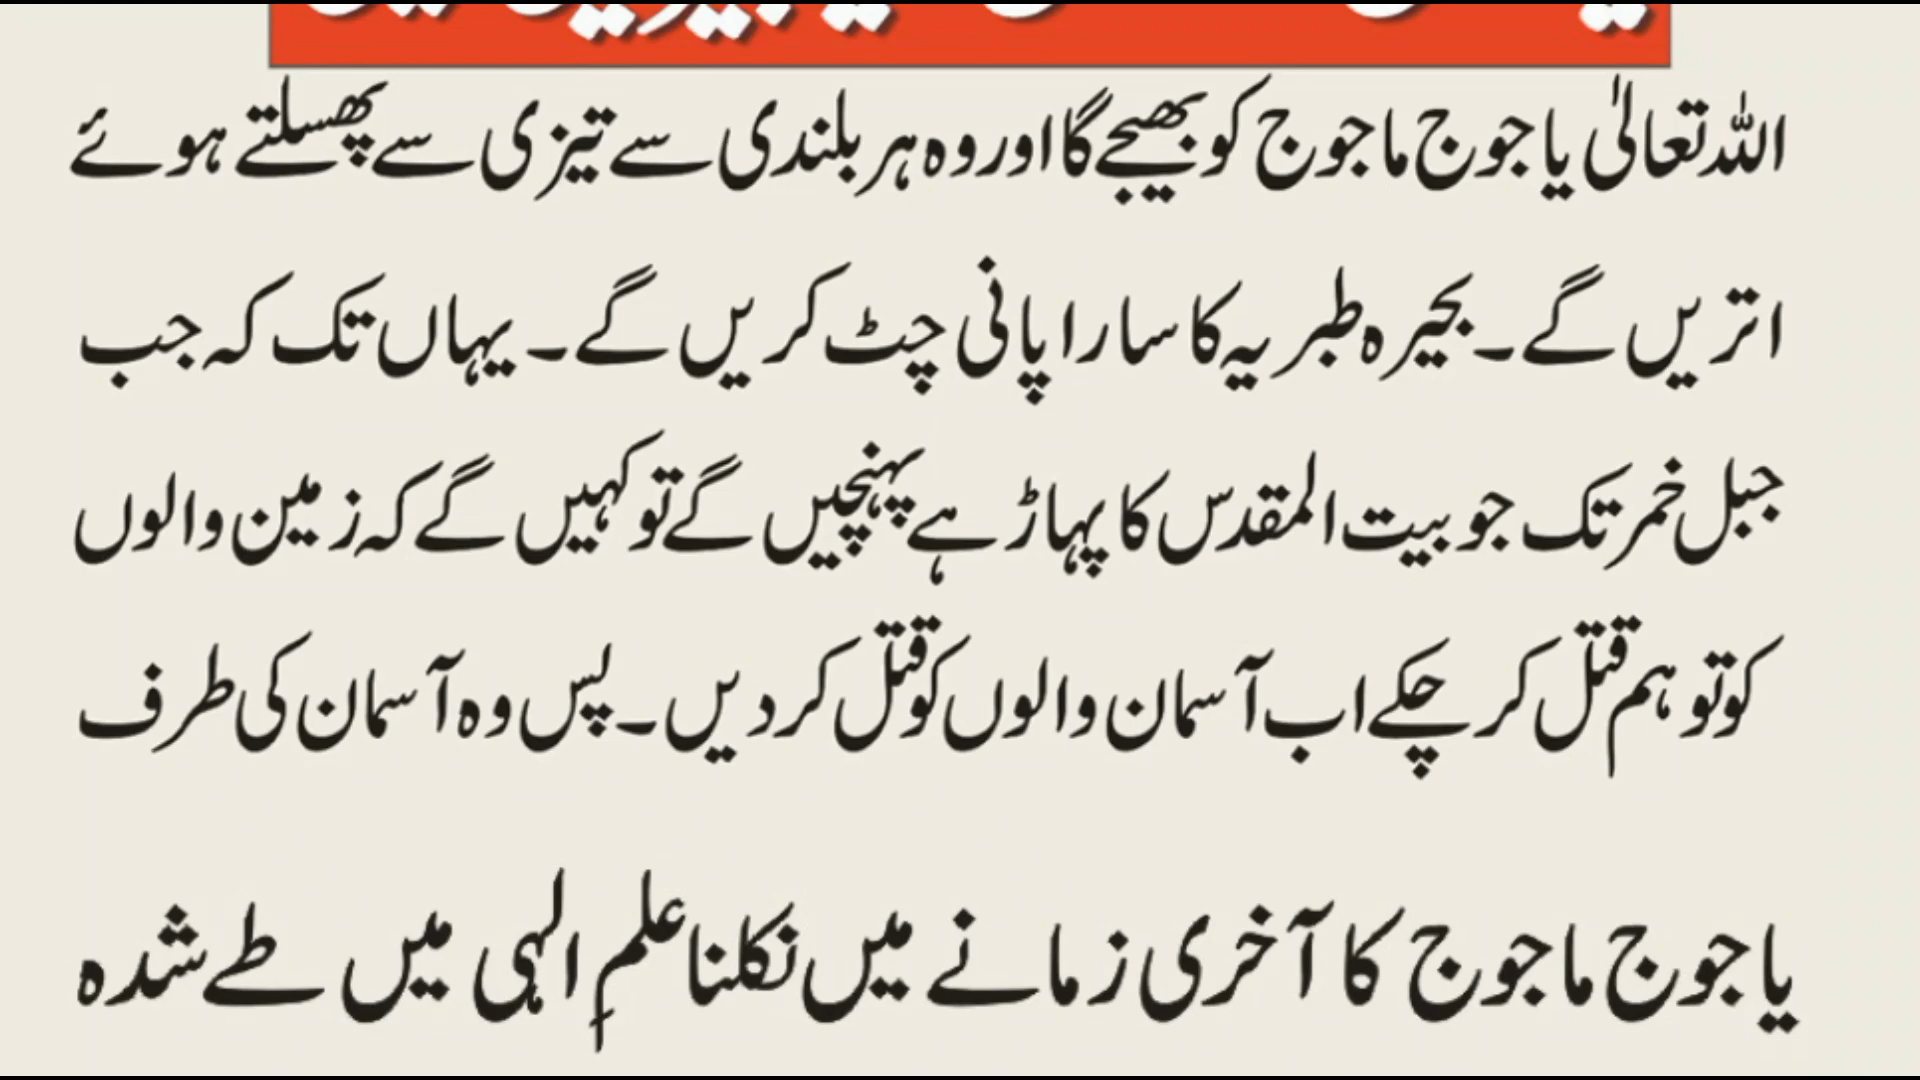 اللہ تعالیٰ یاجوج ماجوج کو بھیجے گا اور وہ ہر بلندی سے تیزی سے پھسلتے ہوئے
اتریں گے۔ بحیرہ طبریہ کا سارا پانی چٹ کریں گے۔ یہاں تک کہ جب
جبل خمر تک جو بیت المقدس کا پہاڑ ہے پہنچیں گے تو کہیں گے کہ زمین والوں
کو تو ہم قتل کر چکے اب آسمان والوں کو قتل کر دیں۔ پس وہ آسمان کی طرف
یاجوج ماجوج کا آخری زمانے میں نکلنا علمِ الٰہی میں طے شدہ